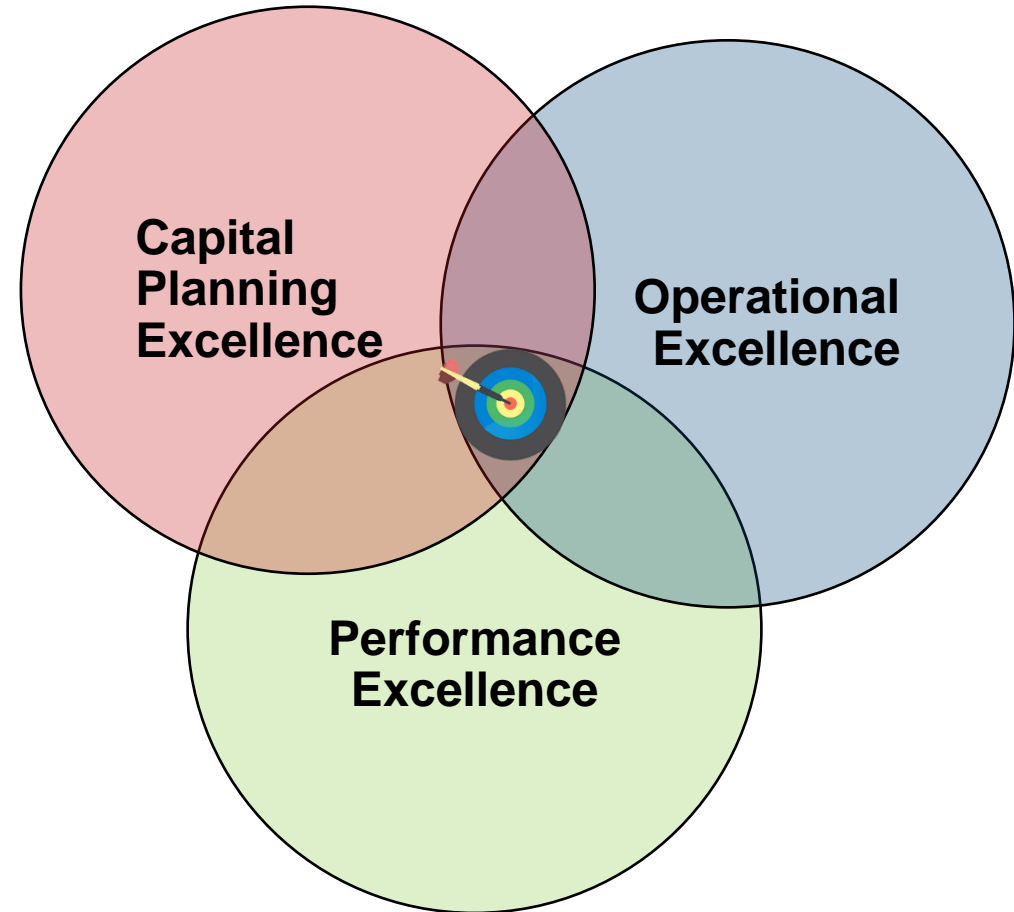 Capital
Planning
Excellence
Operational
Excellence
Performance
Excellence